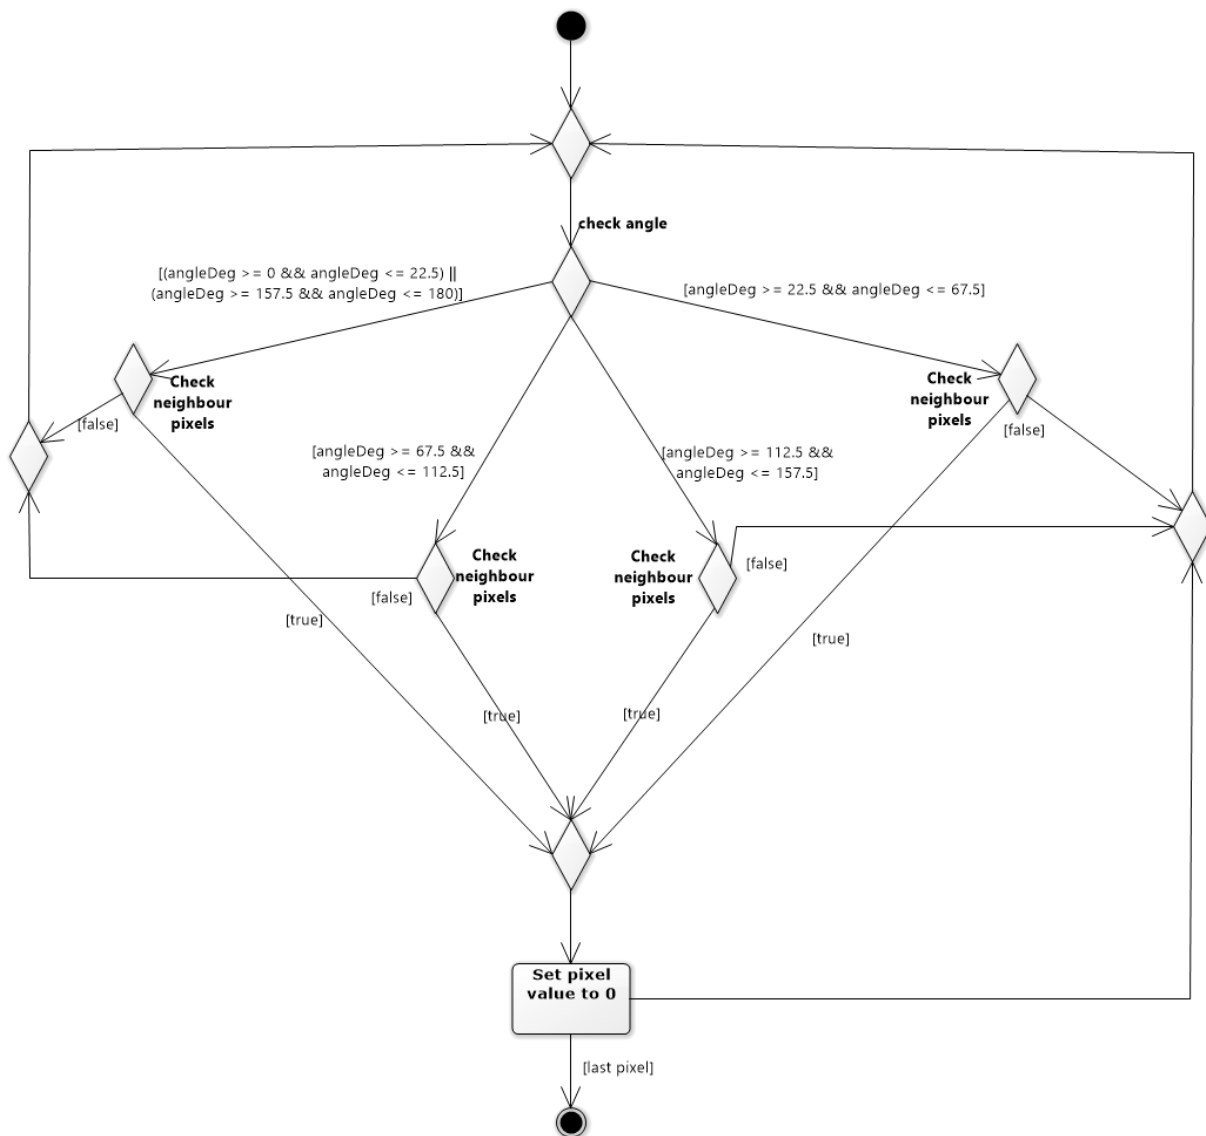 check angle
[(angleDeg >= 0 && angleDeg <= 22.5) ||
(angleDeg >= 157.5 && angleDeg <= 180)]
[angleDeg >= 22.5 && angleDeg <= 67.5]
Check
neighbour
pixels
[false]
Check
neighbour
pixels
[false]
[angleDeg >= 67.5 &&
angleDeg <= 112.5]
[angleDeg >= 112.5 &&
angleDeg <= 157.5]
Check
neighbour
pixels
[false]
Check
neighbour
pixels
[false]
[true]
[true]
[true]
[true]
Set pixel
value to 0
[last pixel]